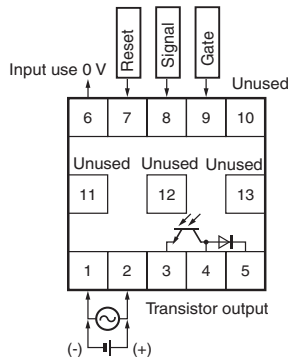 Reset
Signal
Gate
Input use 0 V
Unused
6 7 8 9 10
Unused Unused Unused
11 12 13
1 2 3 4 5
Transistor output
(-) (+)